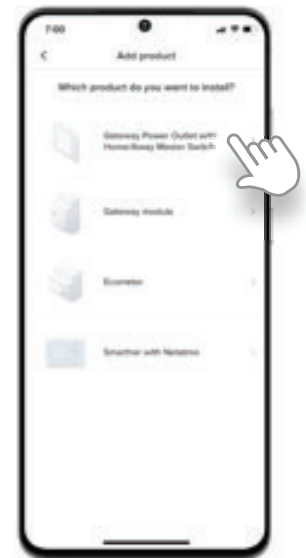 7:00
Add product
Which product do you want to install?
Gateway Power Outlet with
Home/Away Master Switch
Gateway module
Ecometer
Smarther with Netatmo